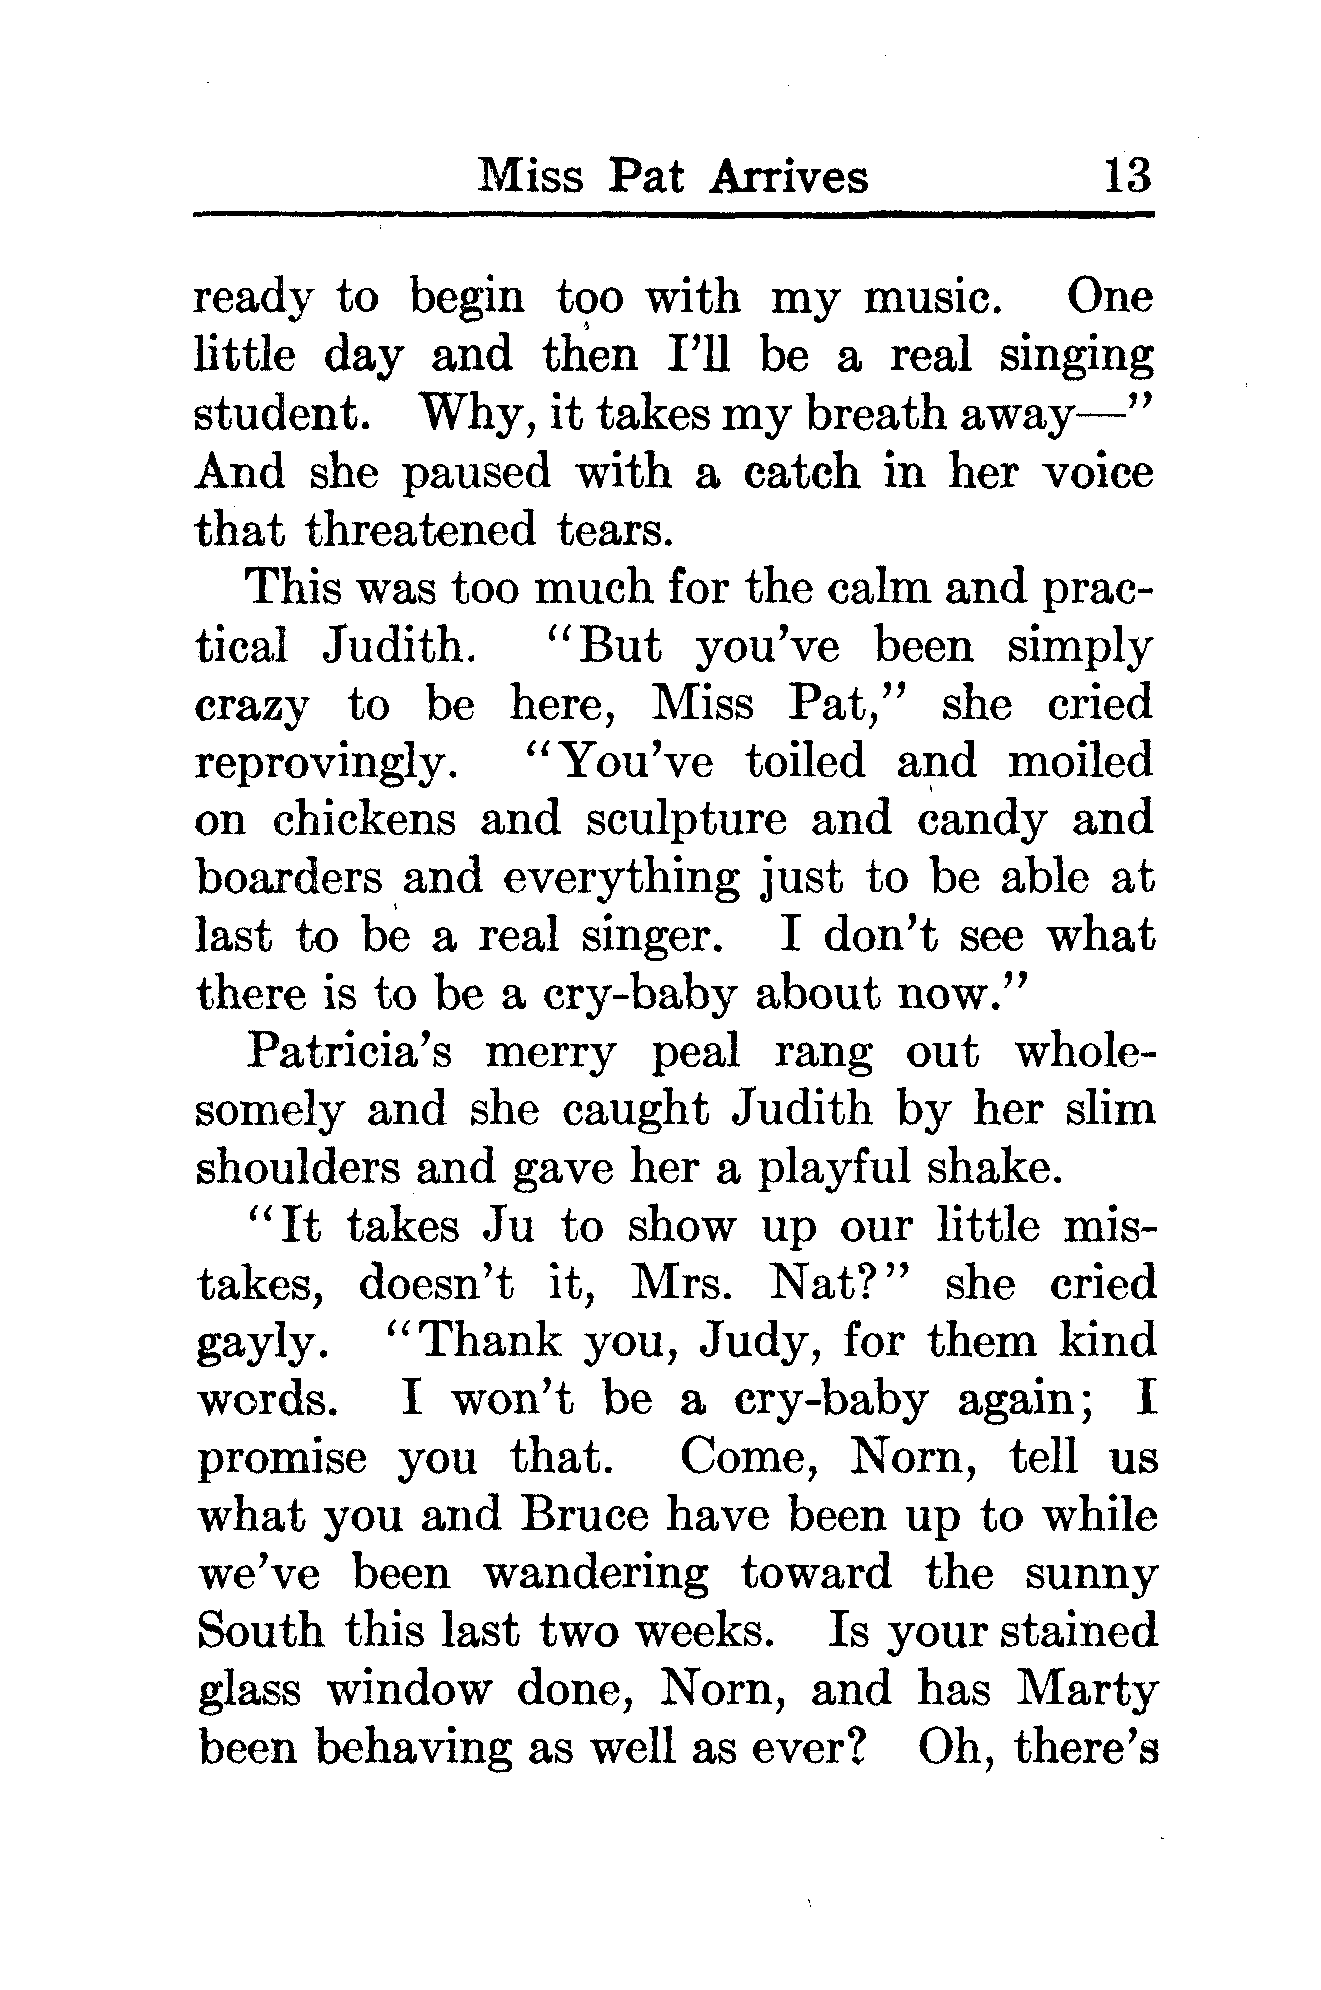 Miss Pat Arrives 13
ready to begin too with my music. One
little day and then I'll be a real singing
student. Why, it takes my breath away—"
And she paused with a catch in her voice
that threatened tears.
This was too much for the calm and prac-
tical Judith. "But you've been simply
crazy to be here, Miss Pat," she cried
reprovingly. "You've toiled and moiled
on chickens and sculpture and candy and
boarders and everything just to be able at
last to be a real singer. I don't see what
there is to be a cry-baby about now."
Patricia's merry peal rang out whole-
somely and she caught Judith by her slim
shoulders and gave her a playful shake.
"It takes Ju to show up our little mis-
takes, doesn't it, Mrs. Nat?" she cried
gayly. "Thank you, Judy, for them kind
words. I won't be a cry-baby again; I
promise you that. Come, Norn, tell us
what you and Bruce have been up to while
we've been wandering toward the sunny
South this last two weeks. Is your stained
glass window done, Norn, and has Marty
been behaving as well as ever? Oh, there's